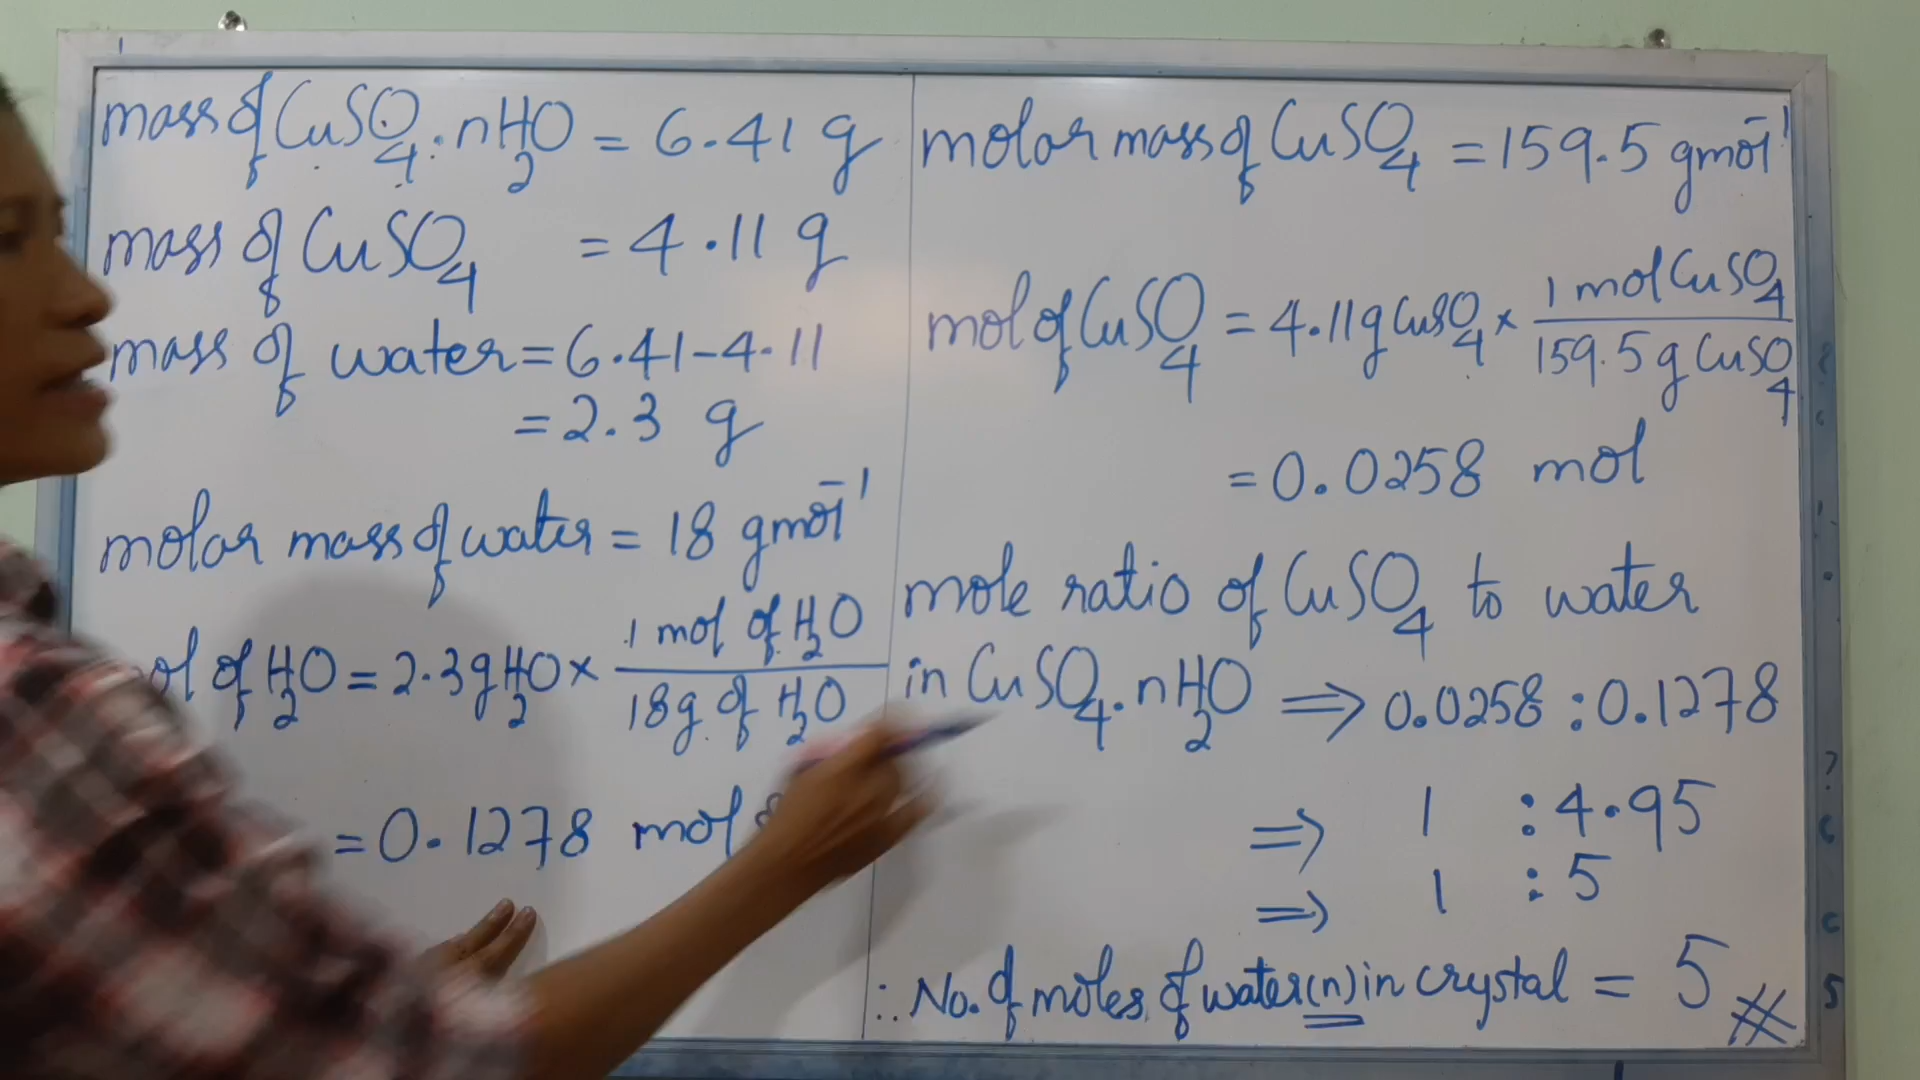 mass of CuSO₄.nH₂O = 6.41 g
mass of CuSO₄ = 4.11 g
mass of water = 6.41 - 4.11
= 2.3 g
molar mass of water = 18 gmol⁻¹
1 mol of H₂O
of H₂O = 2.3g H₂O ×
18g of H₂O
= 0.1278 mol
molar mass of CuSO₄ = 159.5 gmol⁻¹
1 mol CuSO₄
mol of CuSO₄ = 4.11g CuSO₄ ×
159.5 g CuSO₄
= 0.0258 mol
mole ratio of CuSO₄ to water
in CuSO₄.nH₂O ⇒ 0.0258 : 0.1278
⇒ 1 : 4.95
⇒ 1 : 5
∴ No. of moles of water(n) in crystal = 5